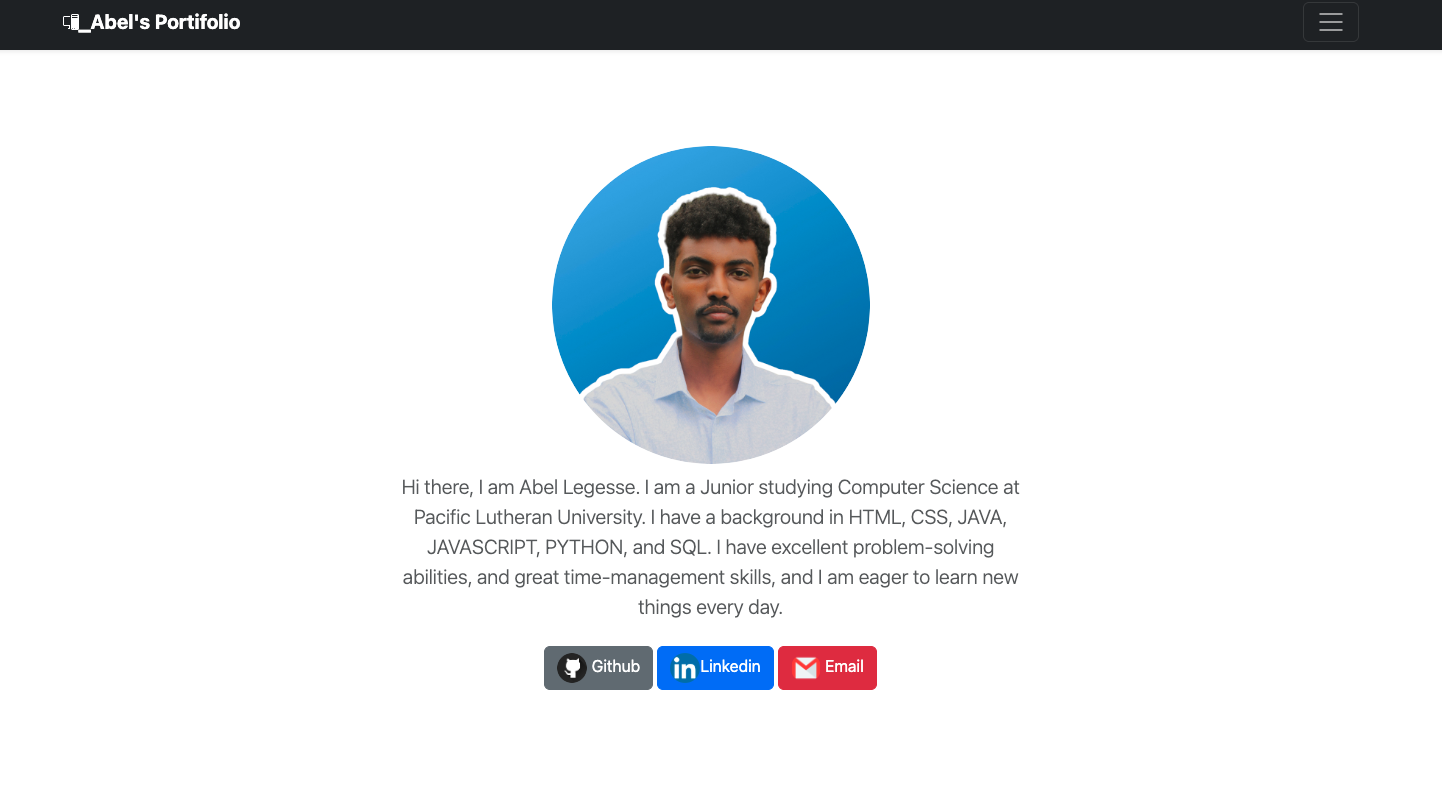 _Abel's Portifolio
Hi there, I am Abel Legesse. I am a Junior studying Computer Science at
Pacific Lutheran University. I have a background in HTML, CSS, JAVA,
JAVASCRIPT, PYTHON, and SQL. I have excellent problem-solving
abilities, and great time-management skills, and I am eager to learn new
things every day.
Github
in Linkedin
Email